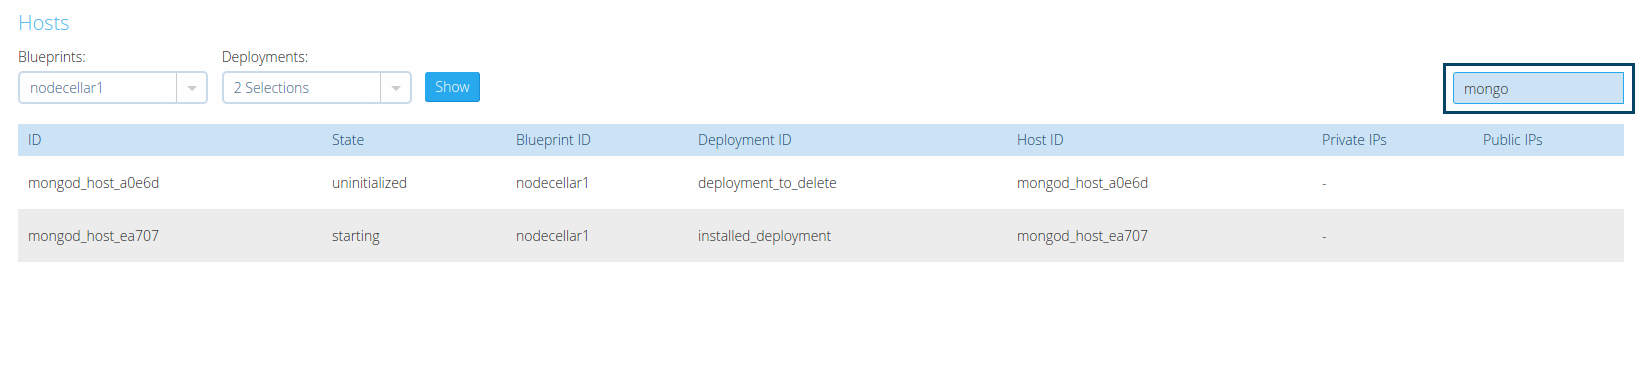 Hosts
Blueprints: Deployments:
nodecellar1 2 Selections Show mongo
ID State Blueprint ID Deployment ID Host ID Private IPs Public IPs
mongod_host_a0e6d uninitialized nodecellar1 deployment_to_delete mongod_host_a0e6d -
mongod_host_ea707 starting nodecellar1 installed_deployment mongod_host_ea707 -